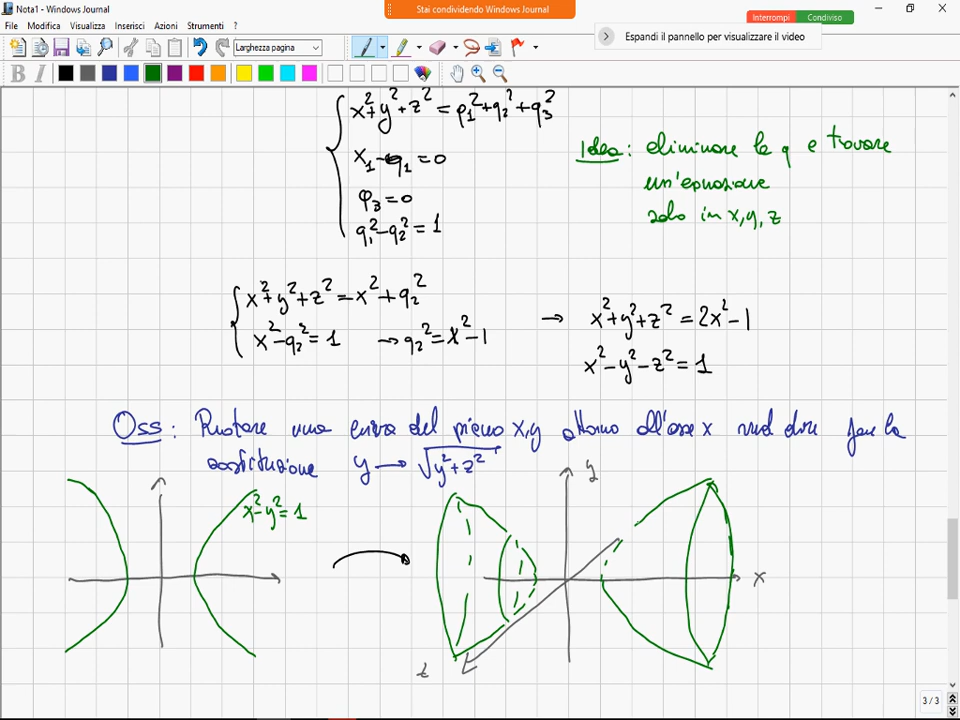 Nota1 - Windows Journal
Stai condividendo Windows Journal
Interrompi Condiviso
File Modifica Visualizza Inserisci Azioni Strumenti ?
Espandi il pannello per visualizzare il video
Larghezza pagina
B I
x²+y²+z² = q₁²+q₂²+q₃²
x₁-q₁=0
q₃=0
q₁²-q₂²=1
Idea: eliminare le q e trovare
un'equazione
solo in x,y,z
x²+y²+z²=x²+q₂²
x²-q₂²=1 → q₂²=x²-1
→ x²+y²+z²=2x²-1
x²-y²-z²=1
Oss: Ruotare una curva del piano x,y attorno all'asse x vuol dire fare la
sostituzione y → √(y²+z²)
x²-y²=1
y
x
z
3 / 3